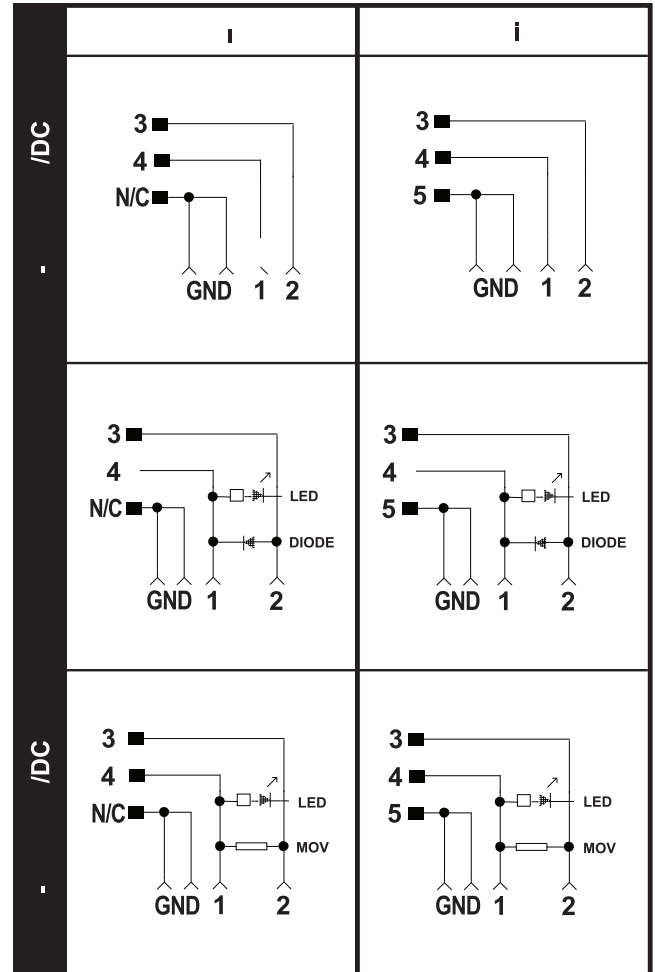 ı i
/DC
-
3
4
N/C
GND 1 2
3
4
5
GND 1 2
3
4
N/C
LED
DIODE
GND 1 2
3
4
5
LED
DIODE
GND 1 2
/DC
-
3
4
N/C
LED
MOV
GND 1 2
3
4
5
LED
MOV
GND 1 2